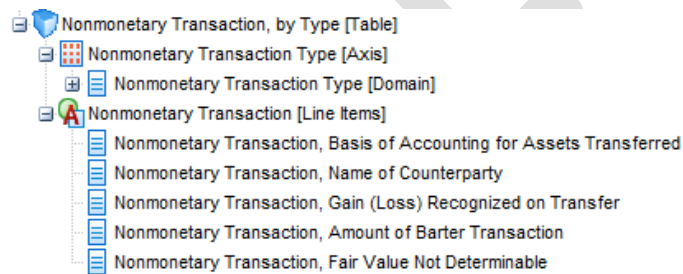 Nonmonetary Transaction, by Type [Table]
Nonmonetary Transaction Type [Axis]
Nonmonetary Transaction Type [Domain]
Nonmonetary Transaction [Line Items]
Nonmonetary Transaction, Basis of Accounting for Assets Transferred
Nonmonetary Transaction, Name of Counterparty
Nonmonetary Transaction, Gain (Loss) Recognized on Transfer
Nonmonetary Transaction, Amount of Barter Transaction
Nonmonetary Transaction, Fair Value Not Determinable